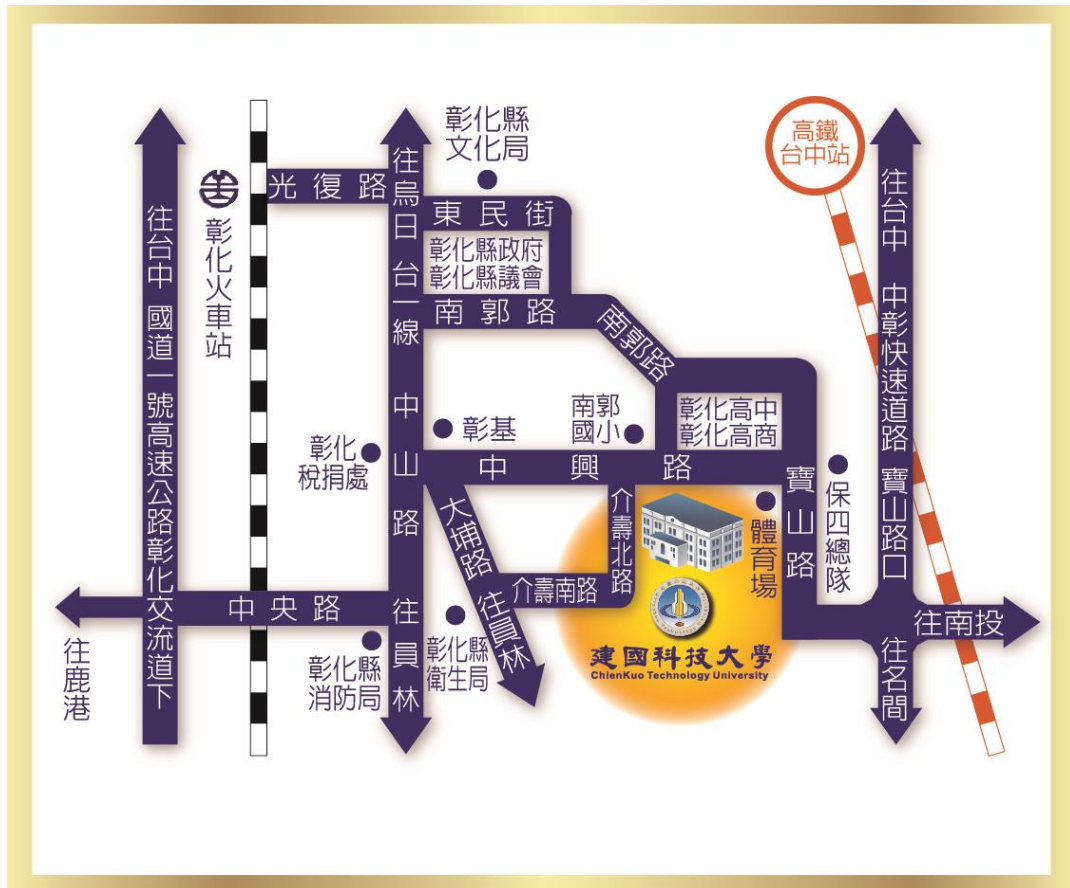 彰化縣
文化局
高鐵
台中站
往烏日 台一線 中山路 往員林
光復路
東民街
彰化縣政府
彰化縣議會
南郭路
南郭路
彰化火車站
往台中 國道一號高速公路彰化交流道下
往台中 中彰快速道路 寶山路口
南郭
國小
彰化高中
彰化高商
彰基
彰化
稅捐處
中興路
大埔路 往員林
介壽北路
介壽南路
體育場
寶山路
保四總隊
中央路
往鹿港
彰化縣
消防局
彰化縣
衛生局
建國科技大學
ChienKuo Technology University
往南投
往名間